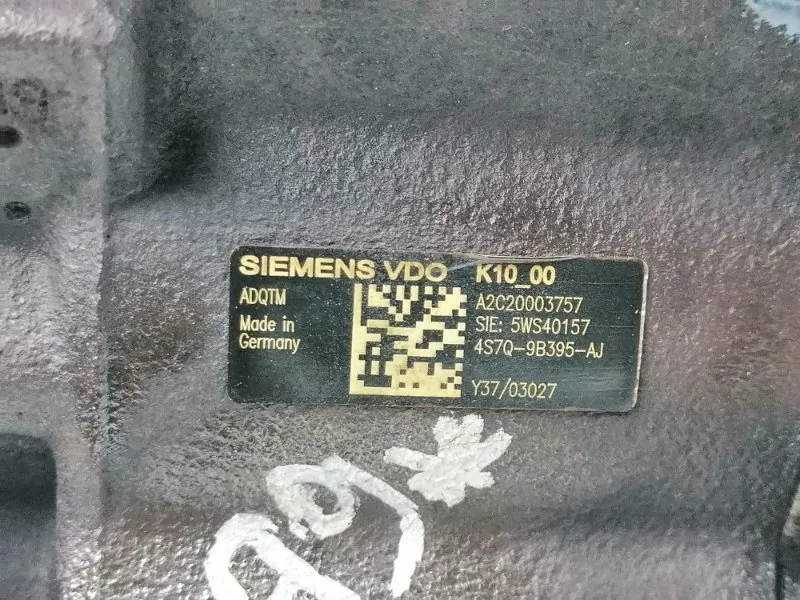 SIEMENS VDO K10_00
ADQTM A2C20003757
Made in SIE: 5WS40157
Germany 4S7Q-9B395-AJ
Y37/03027